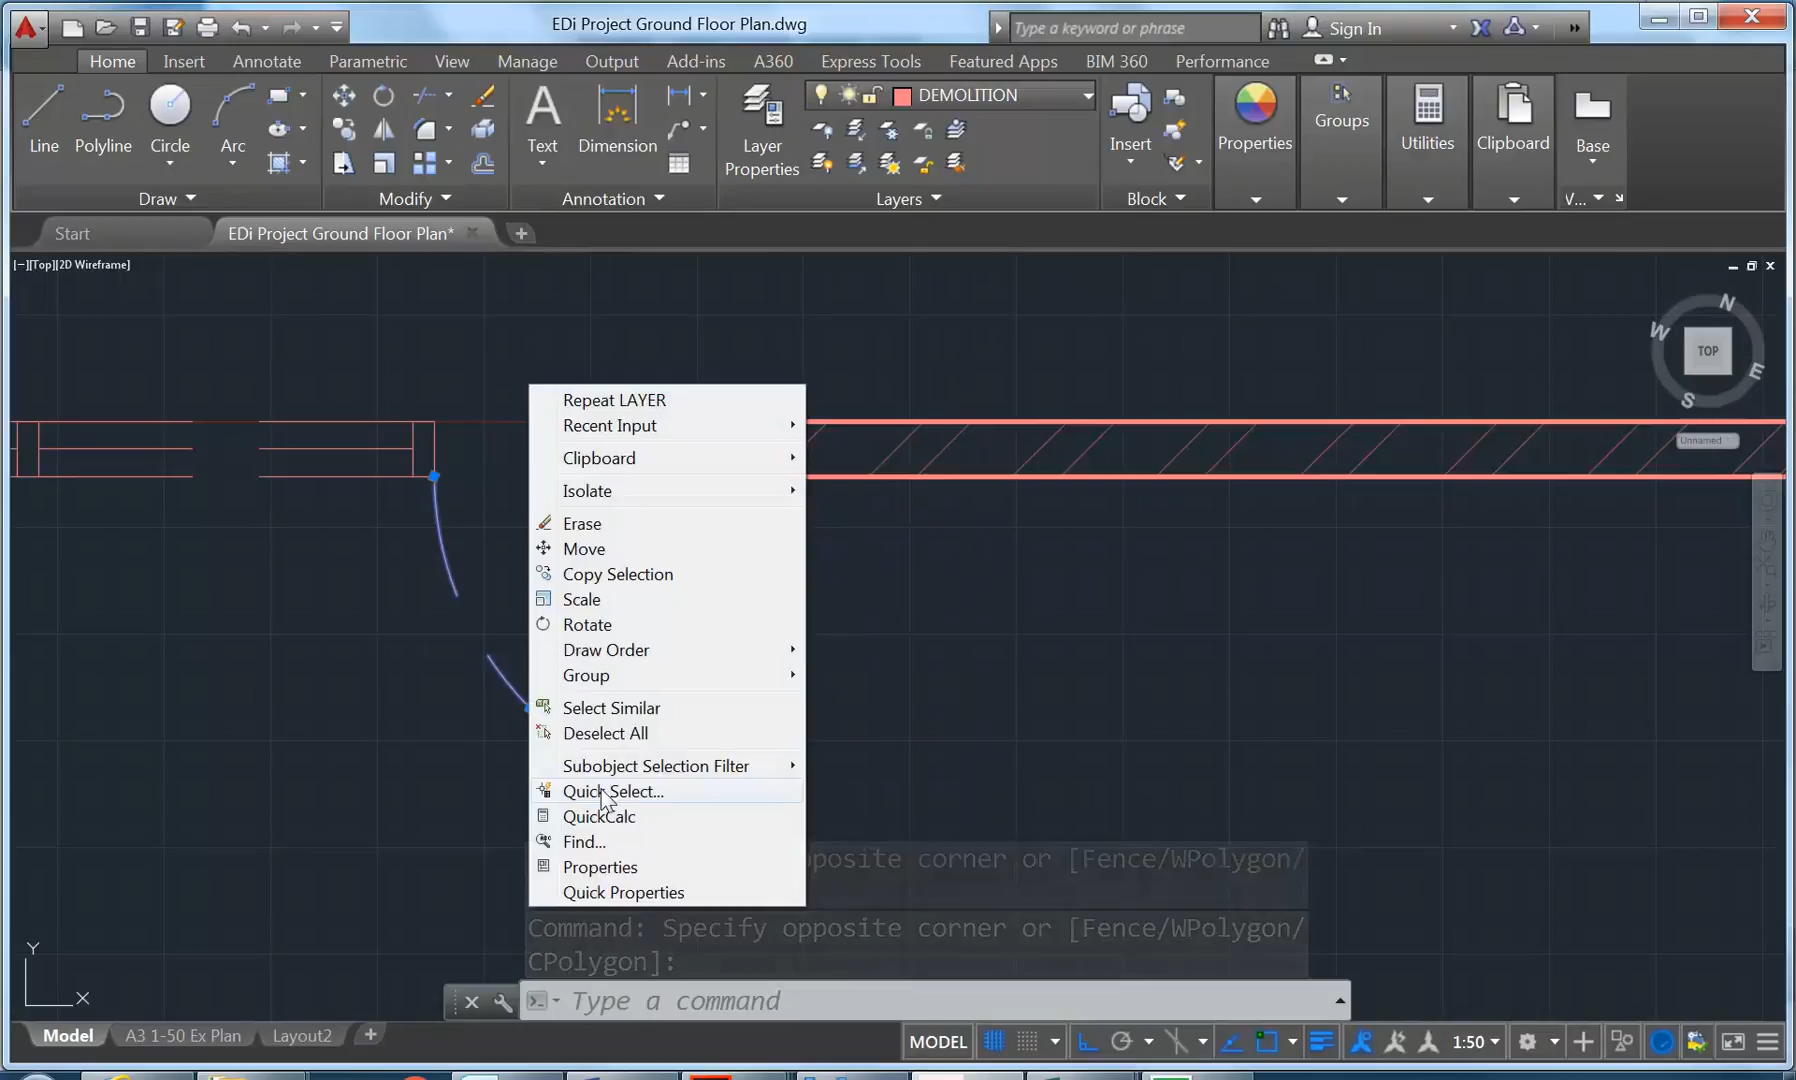 EDi Project Ground Floor Plan.dwg
Type a keyword or phrase
Sign In
Home Insert Annotate Parametric View Manage Output Add-ins A360 Express Tools Featured Apps BIM 360 Performance
DEMOLITION
Line Polyline Circle Arc
Text Dimension
Layer
Properties
Insert
Properties
Groups
Utilities
Clipboard
Base
Draw Modify Annotation Layers Block V...
Start
EDi Project Ground Floor Plan*
[−][Top][2D Wireframe]
N
W
TOP
E
S
Unnamed
Repeat LAYER
Recent Input
Clipboard
Isolate
Erase
Move
Copy Selection
Scale
Rotate
Draw Order
Group
Select Similar
Deselect All
Subobject Selection Filter
Quick Select...
QuickCalc
Find...
Properties
Quick Properties
pposite corner or [Fence/WPolygon/
Command: Specify opposite corner or [Fence/WPolygon/
CPolygon]:
Y
X
Type a command
Model A3 1-50 Ex Plan Layout2
MODEL
1:50